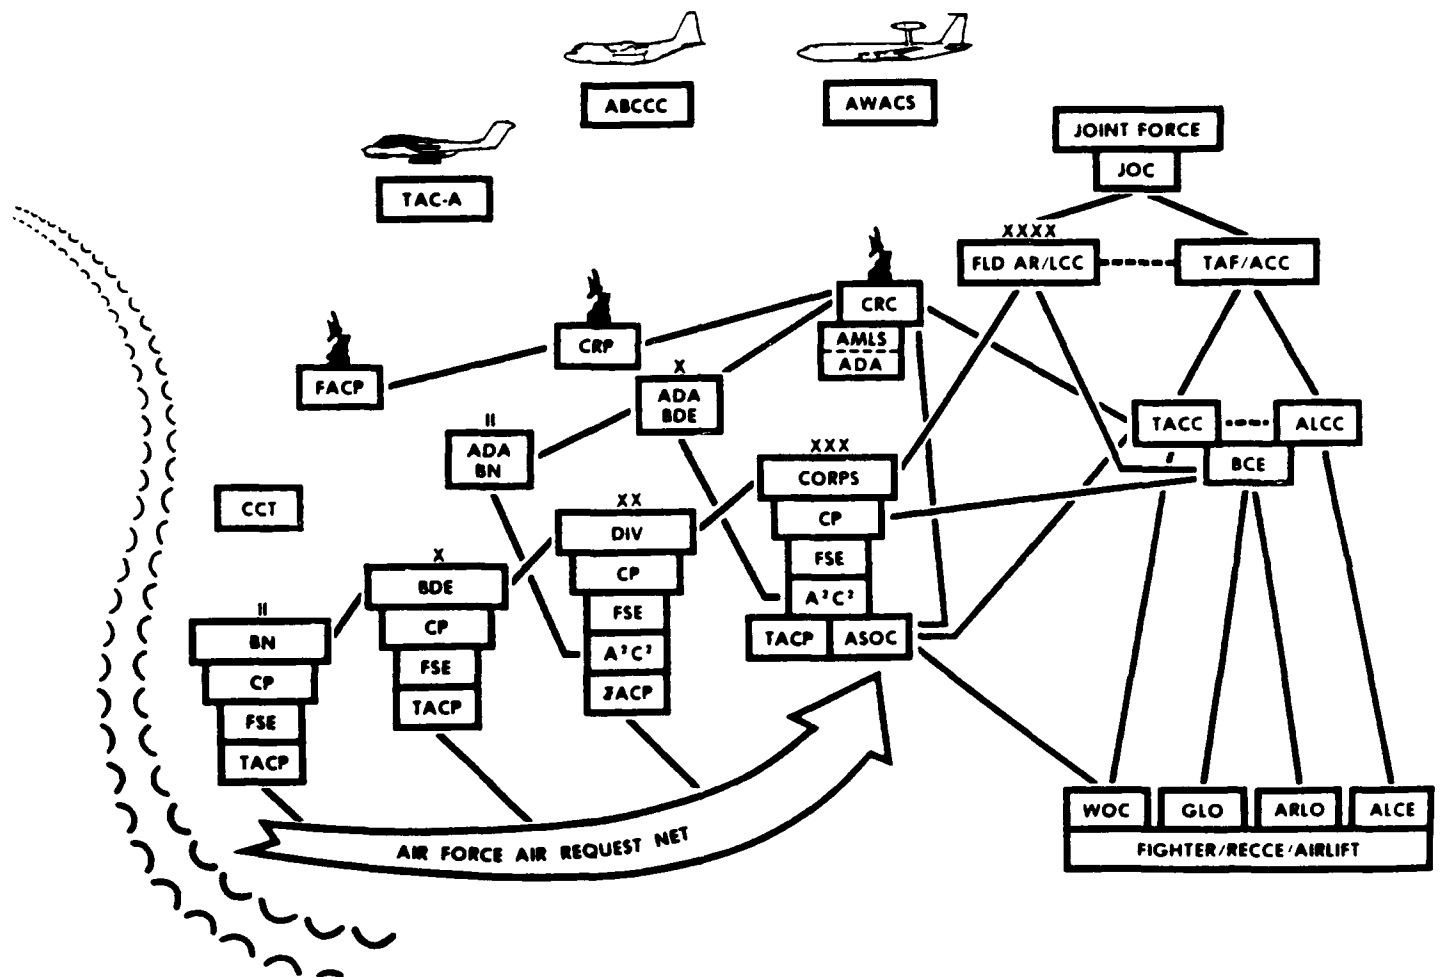 ABCCC
AWACS
TAC-A
JOINT FORCE
JOC
XXXX
FLD AR/LCC
TAF/ACC
CRC
AMLS
ADA
CRP
FACP
X
ADA
BDE
II
ADA
BN
TACC
ALCC
BCE
XXX
CORPS
CP
FSE
A²C²
TACP
ASOC
XX
DIV
CP
FSE
A²C²
TACP
CCT
X
BDE
CP
FSE
TACP
II
BN
CP
FSE
TACP
AIR FORCE AIR REQUEST NET
WOC
GLO
ARLO
ALCE
FIGHTER/RECCE/AIRLIFT